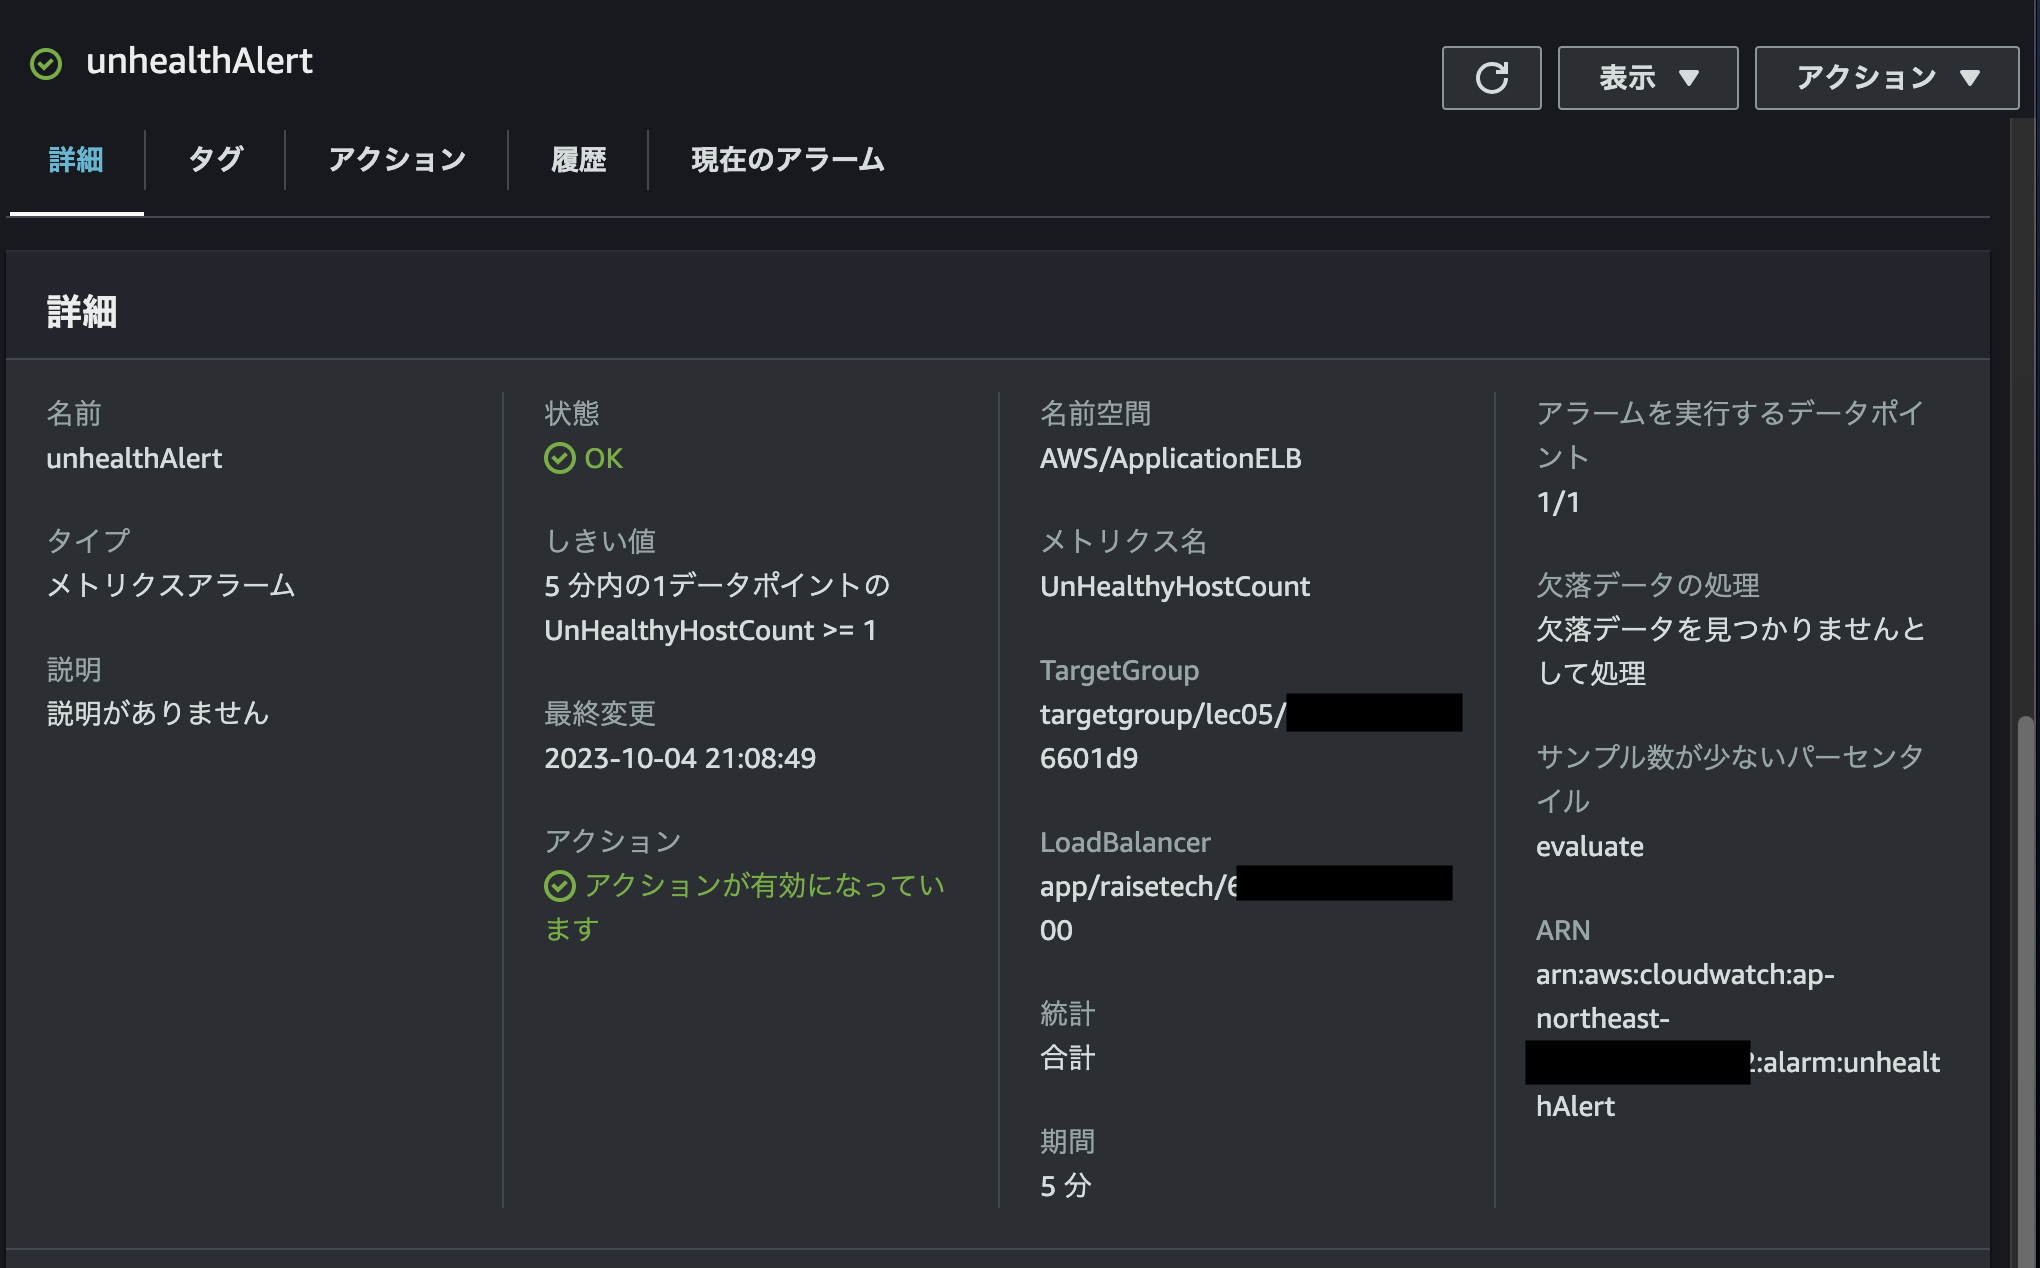 unhealthAlert
表示
アクション
詳細
タグ
アクション
履歴
現在のアラーム
詳細
名前
unhealthAlert
タイプ
メトリクスアラーム
説明
説明がありません
状態
OK
しきい値
5 分内の1データポイントの
UnHealthyHostCount >= 1
最終変更
2023-10-04 21:08:49
アクション
アクションが有効になってい
ます
名前空間
AWS/ApplicationELB
メトリクス名
UnHealthyHostCount
TargetGroup
targetgroup/lec05/
6601d9
LoadBalancer
app/raisetech/6
00
統計
合計
期間
5 分
アラームを実行するデータポイ
ント
1/1
欠落データの処理
欠落データを見つかりませんと
して処理
サンプル数が少ないパーセンタ
イル
evaluate
ARN
arn:aws:cloudwatch:ap-
northeast-
2:alarm:unhealt
hAlert